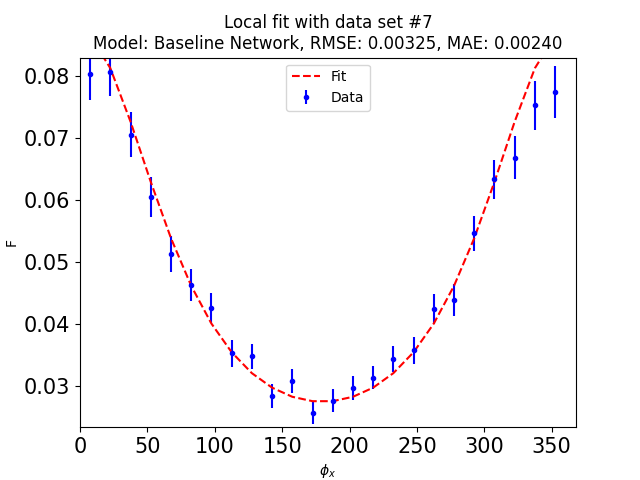 Local fit with data set #7
Model: Baseline Network, RMSE: 0.00325, MAE: 0.00240
Fit
Data
0.08
0.07
0.06
0.05
0.04
0.03
F
0 50 100 150 200 250 300 350
ϕₓ